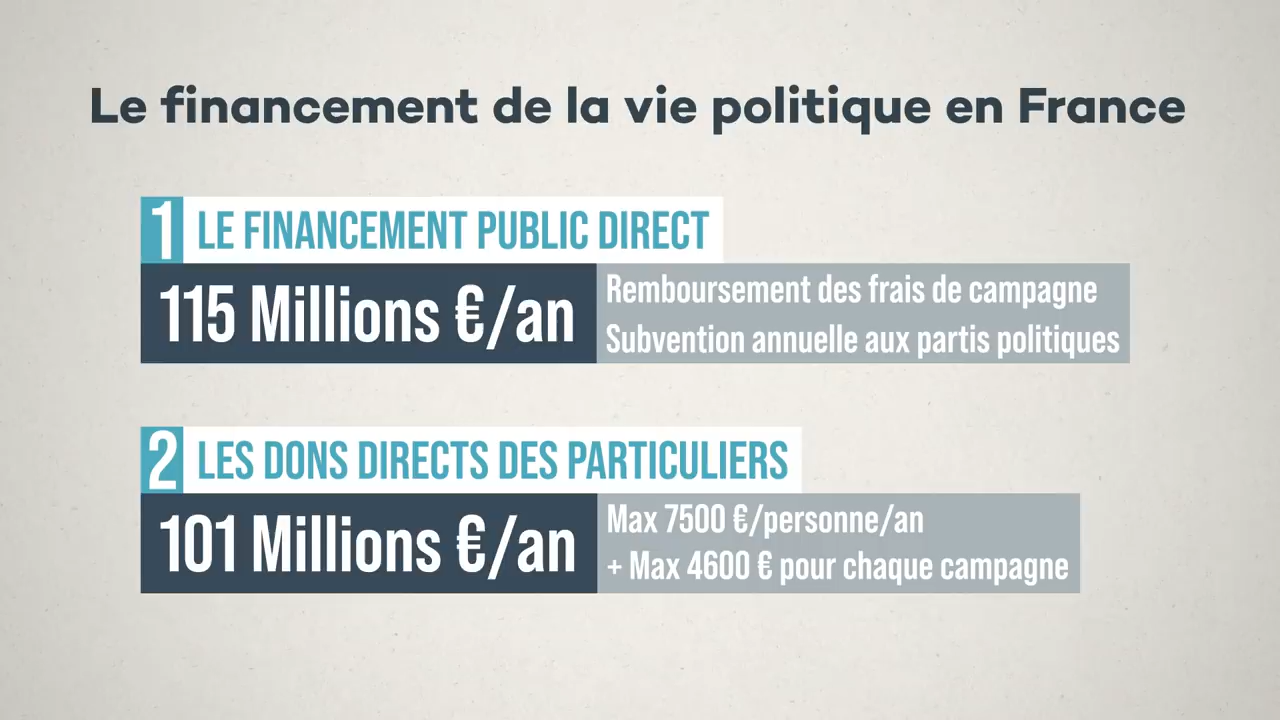 Le financement de la vie politique en France
1 LE FINANCEMENT PUBLIC DIRECT
115 Millions €/an
Remboursement des frais de campagne
Subvention annuelle aux partis politiques
2 LES DONS DIRECTS DES PARTICULIERS
101 Millions €/an
Max 7500 €/personne/an
+ Max 4600 € pour chaque campagne